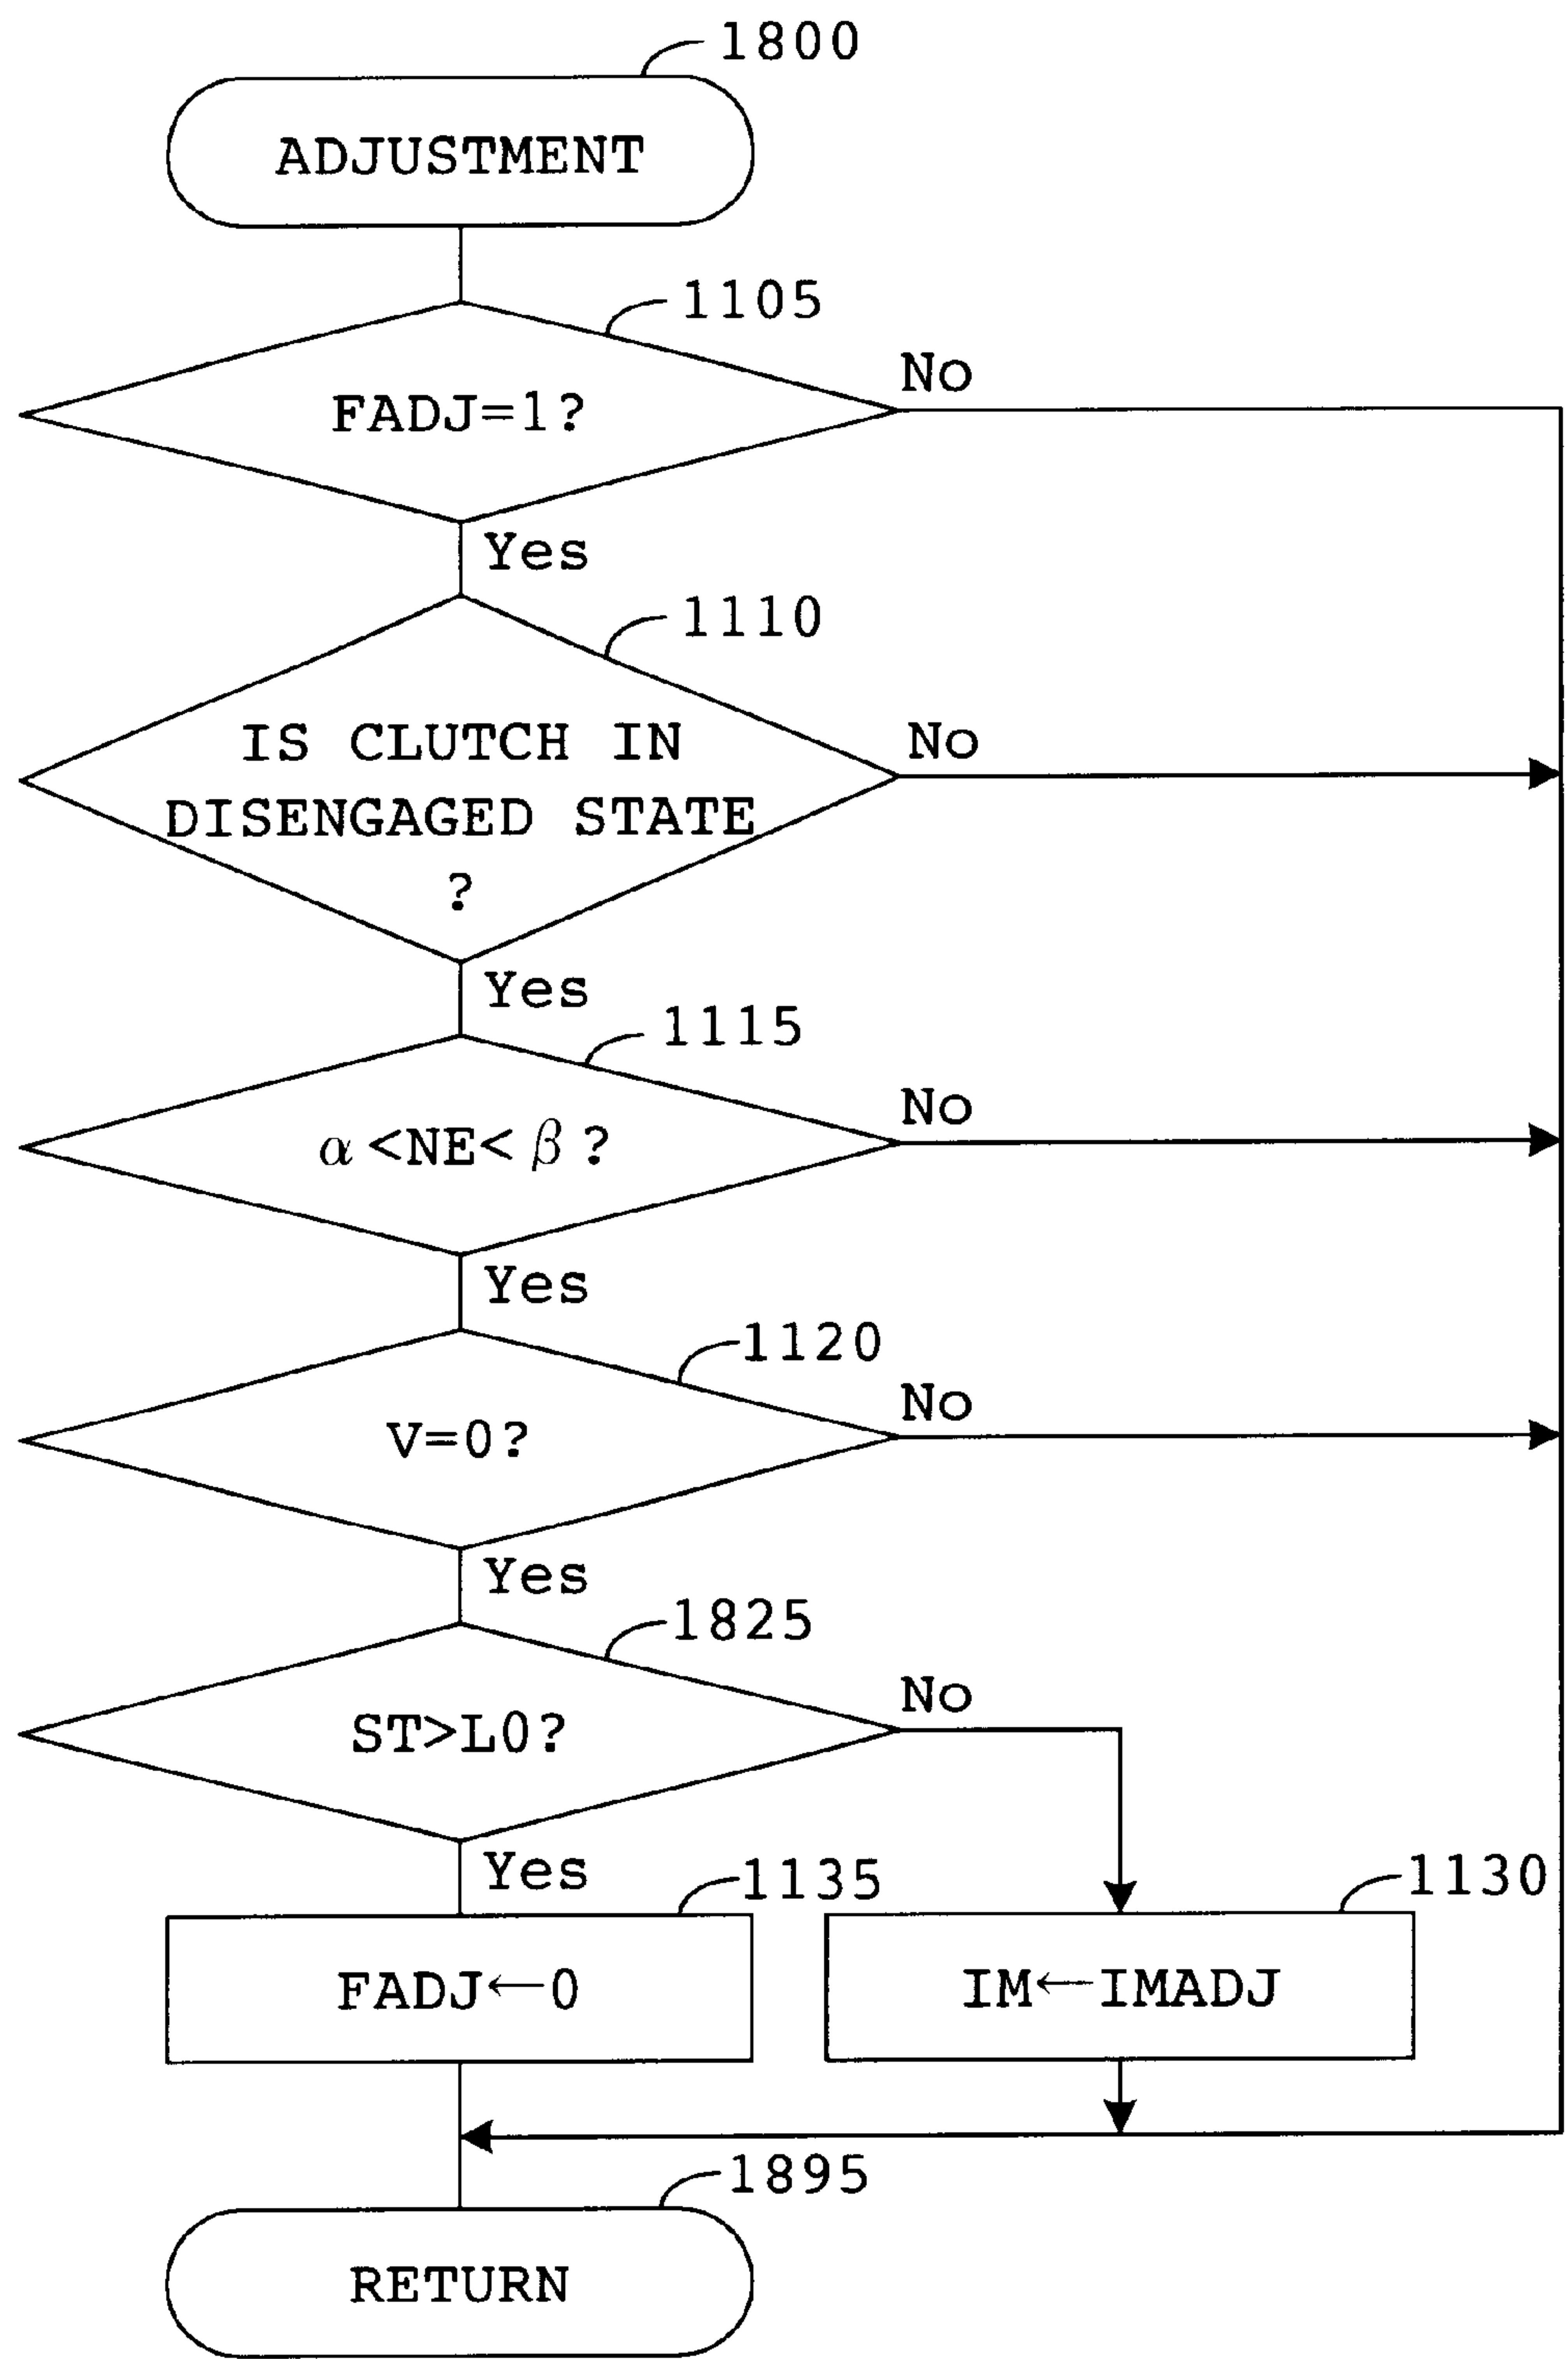 1800
ADJUSTMENT
1105
FADJ=1?
No
Yes
1110
IS CLUTCH IN
DISENGAGED STATE
?
No
Yes
1115
α<NE<β?
No
Yes
1120
V=0?
No
Yes
1825
ST>L0?
No
Yes
1135
FADJ←0
1130
IM←IMADJ
1895
RETURN